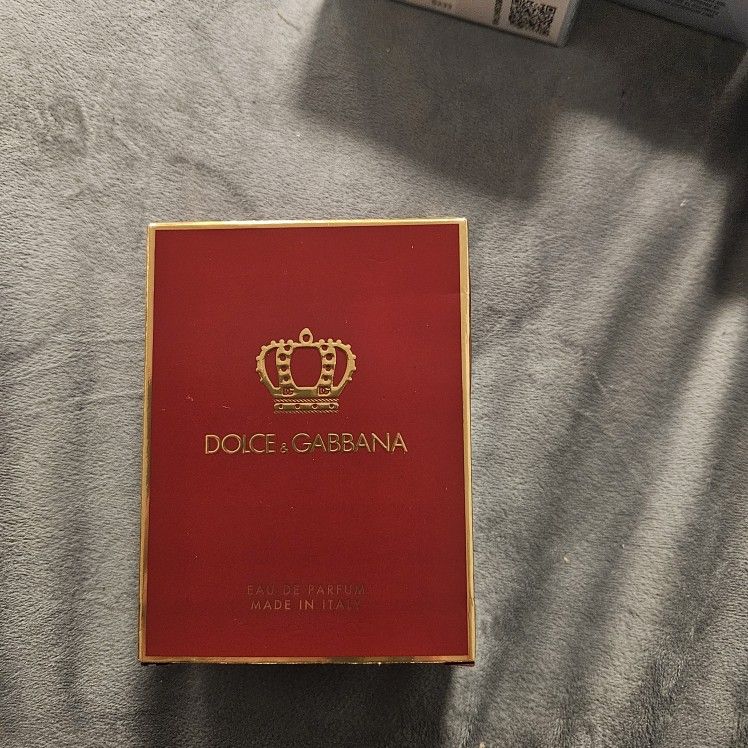 DOLCE & GABBANA
EAU DE PARFUM
MADE IN ITALY